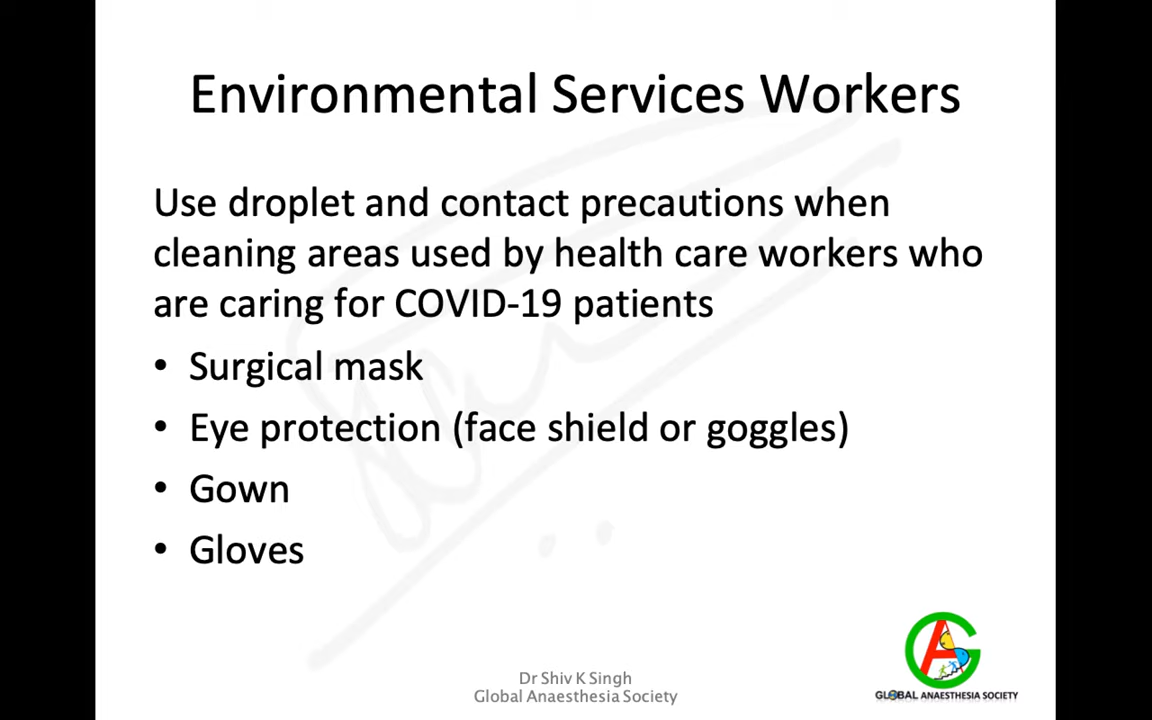 Environmental Services Workers
Use droplet and contact precautions when
cleaning areas used by health care workers who
are caring for COVID-19 patients
• Surgical mask
• Eye protection (face shield or goggles)
• Gown
• Gloves
Dr Shiv K Singh
Global Anaesthesia Society
GLOBAL ANAESTHESIA SOCIETY